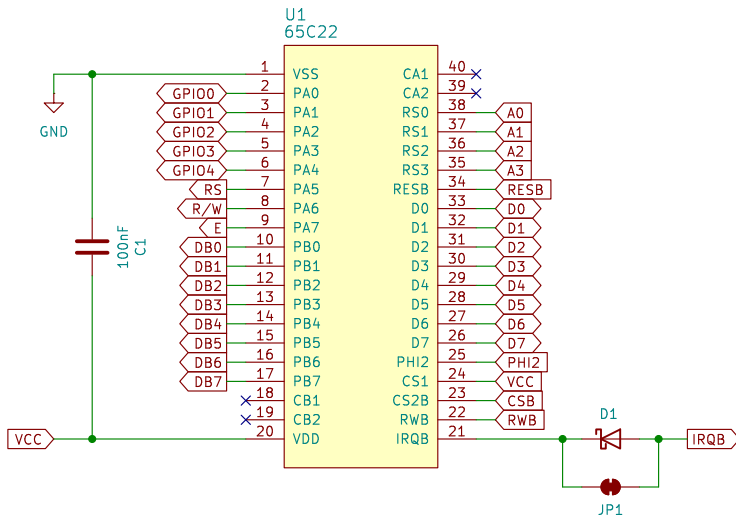 U1
65C22
1 VSS CA1 40
GPIO0 2 PA0 CA2 39
GPIO1 3 PA1 RS0 38 A0
GPIO2 4 PA2 RS1 37 A1
GPIO3 5 PA3 RS2 36 A2
GPIO4 6 PA4 RS3 35 A3
RS 7 PA5 RESB 34 RESB
R/W 8 PA6 D0 33 D0
E 9 PA7 D1 32 D1
DB0 10 PB0 D2 31 D2
DB1 11 PB1 D3 30 D3
DB2 12 PB2 D4 29 D4
DB3 13 PB3 D5 28 D5
DB4 14 PB4 D6 27 D6
DB5 15 PB5 D7 26 D7
DB6 16 PB6 PHI2 25 PHI2
DB7 17 PB7 CS1 24 VCC
18 CB1 CS2B 23 CSB
19 CB2 RWB 22 RWB
VCC 20 VDD IRQB 21 IRQB
GND
100nF
C1
D1
JP1